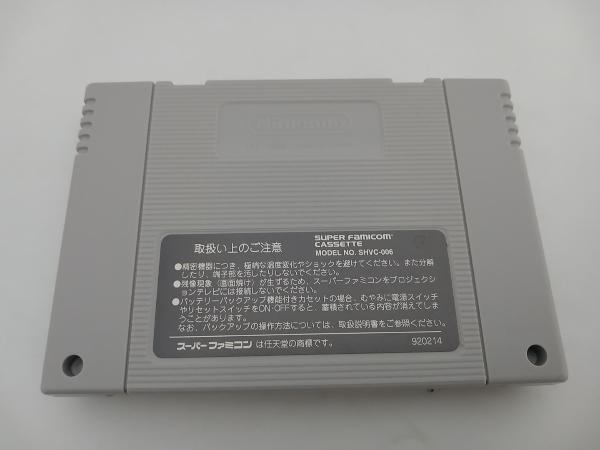 Nintendo
取扱い上のご注意
SUPER FAMICOM
CASSETTE
MODEL NO. SHVC-006
●精密機器につき、極端な温度変化やショックを避けてください。また分解
したり、端子部を汚したりしないでください。
●残像現象（画面焼け）が生ずるため、スーパーファミコンをプロジェクショ
ンテレビには接続しないでください。
●バッテリーバックアップ機能付きカセットの場合、むやみに電源スイッチ
やリセットスイッチをON・OFFすると、蓄積されている内容が消えてしま
うことがあります。
なお、バックアップの操作方法については、取扱説明書をご参照ください。
スーパーファミコン は任天堂の商標です。
920214